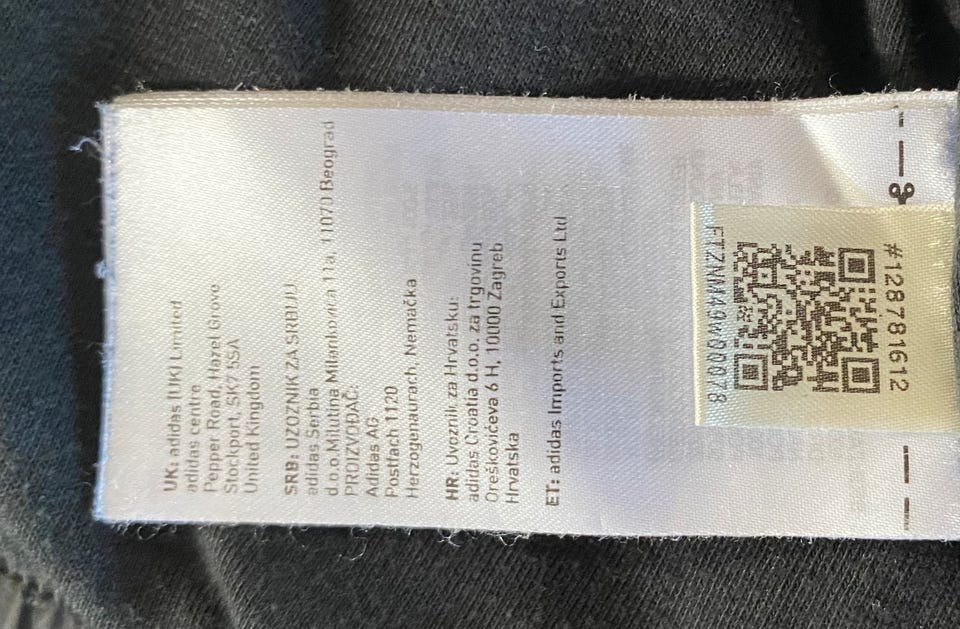 UK: adidas (UK) Limited
adidas centre
Pepper Road, Hazel Grove
Stockport, SK7 5SA
United Kingdom
SRB: UZOZNIK ZA SRBIJU
adidas Serbia
d.o.o.Milutina Milankovića 11a, 11070 Beograd
PROIZVOĐAČ:
Adidas AG
Postfach 1120
Herzogenaurach, Nemačka
HR: Uvoznik za Hrvatsku:
adidas Croatia d.o.o. za trgovinu
Oreškovićeva 6 H, 10000 Zagreb
Hrvatska
ET: adidas Imports and Exports Ltd
FTZNM49W00078
#128781612